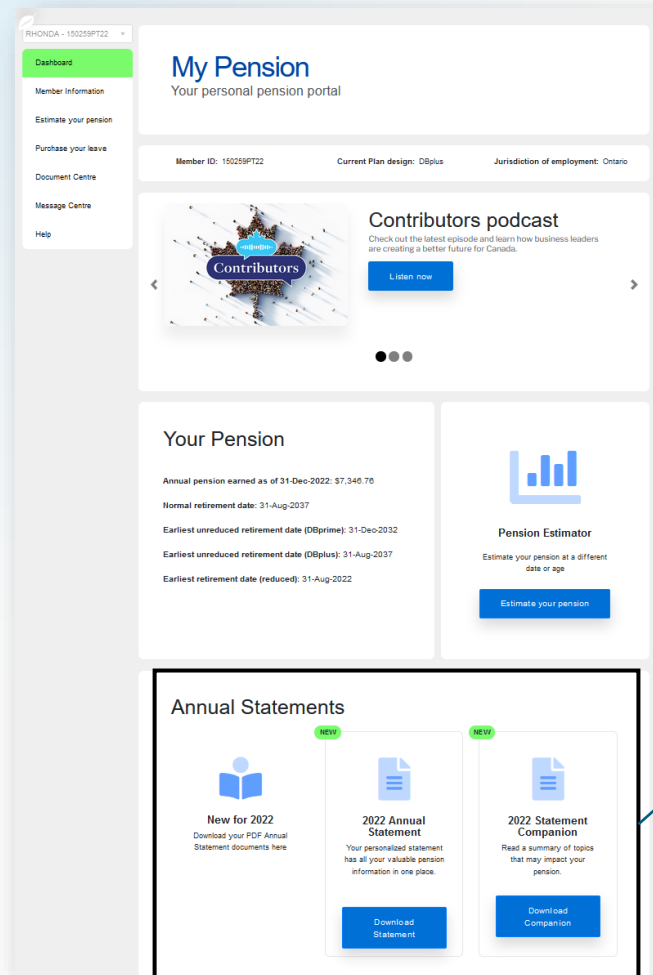 RHONDA - 150259PT22
Dashboard
Member Information
Estimate your pension
Purchase your leave
Document Centre
Message Centre
Help
My Pension
Your personal pension portal
Member ID: 150259PT22 Current Plan design: DBplus Jurisdiction of employment: Ontario
Contributors
Contributors podcast
Check out the latest episode and learn how business leaders
are creating a better future for Canada.
Listen now
Your Pension
Annual pension earned as of 31-Dec-2022: $7,346.76
Normal retirement date: 31-Aug-2037
Earliest unreduced retirement date (DBprime): 31-Dec-2032
Earliest unreduced retirement date (DBplus): 31-Aug-2037
Earliest retirement date (reduced): 31-Aug-2022
Pension Estimator
Estimate your pension at a different
date or age
Estimate your pension
Annual Statements
New for 2022
Download your PDF Annual
Statement documents here
NEW
2022 Annual
Statement
Your personalized statement
has all your valuable pension
information in one place.
Download
Statement
NEW
2022 Statement
Companion
Read a summary of topics
that may impact your
pension.
Download
Companion